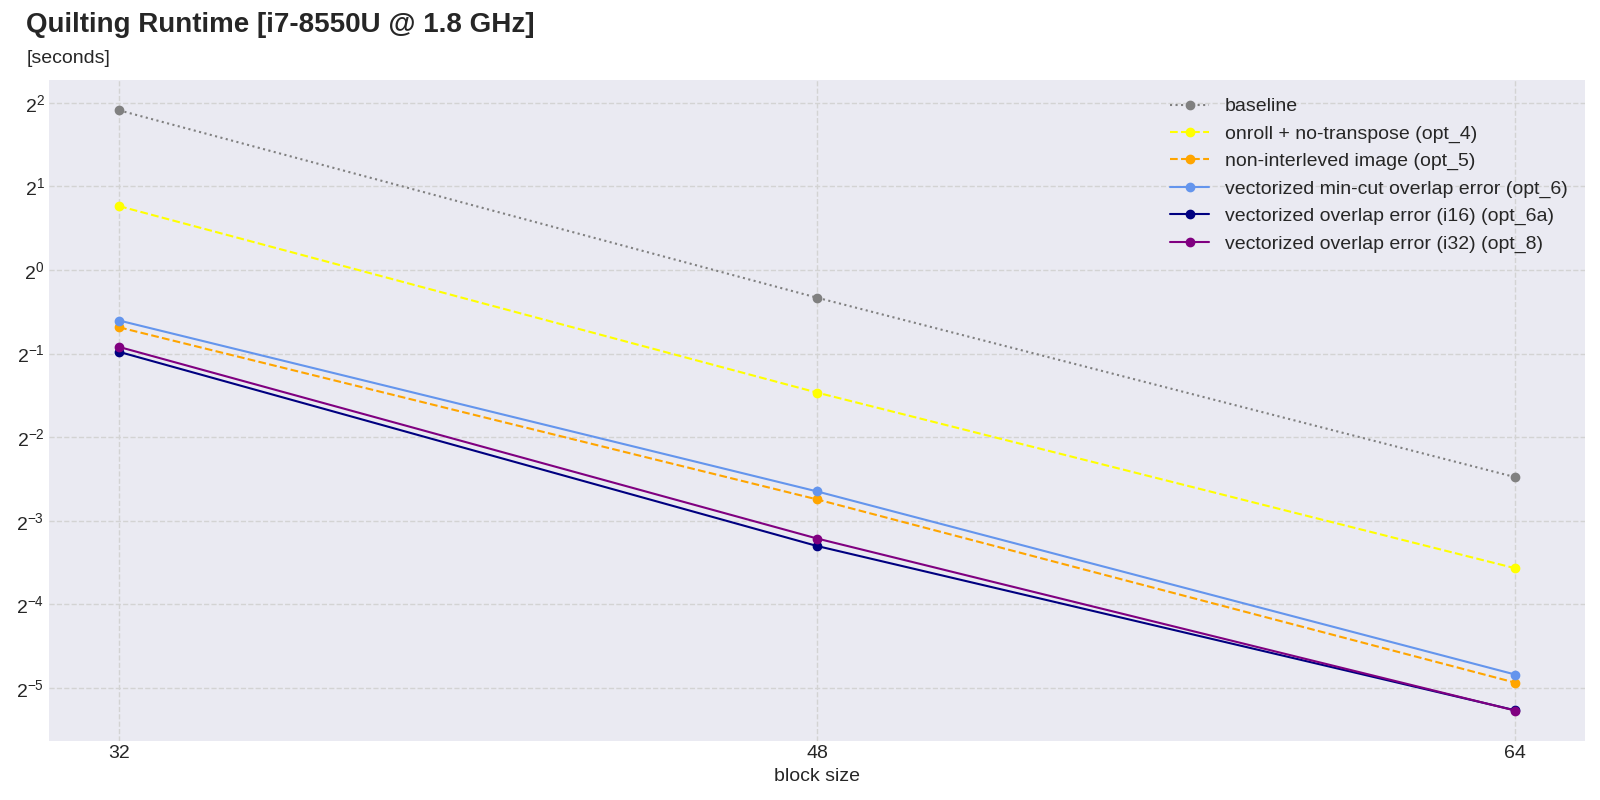 Quilting Runtime [i7-8550U @ 1.8 GHz]
[seconds]
2²
2¹
2⁰
2⁻¹
2⁻²
2⁻³
2⁻⁴
2⁻⁵
baseline
onroll + no-transpose (opt_4)
non-interleved image (opt_5)
vectorized min-cut overlap error (opt_6)
vectorized overlap error (i16) (opt_6a)
vectorized overlap error (i32) (opt_8)
32 48 64
block size